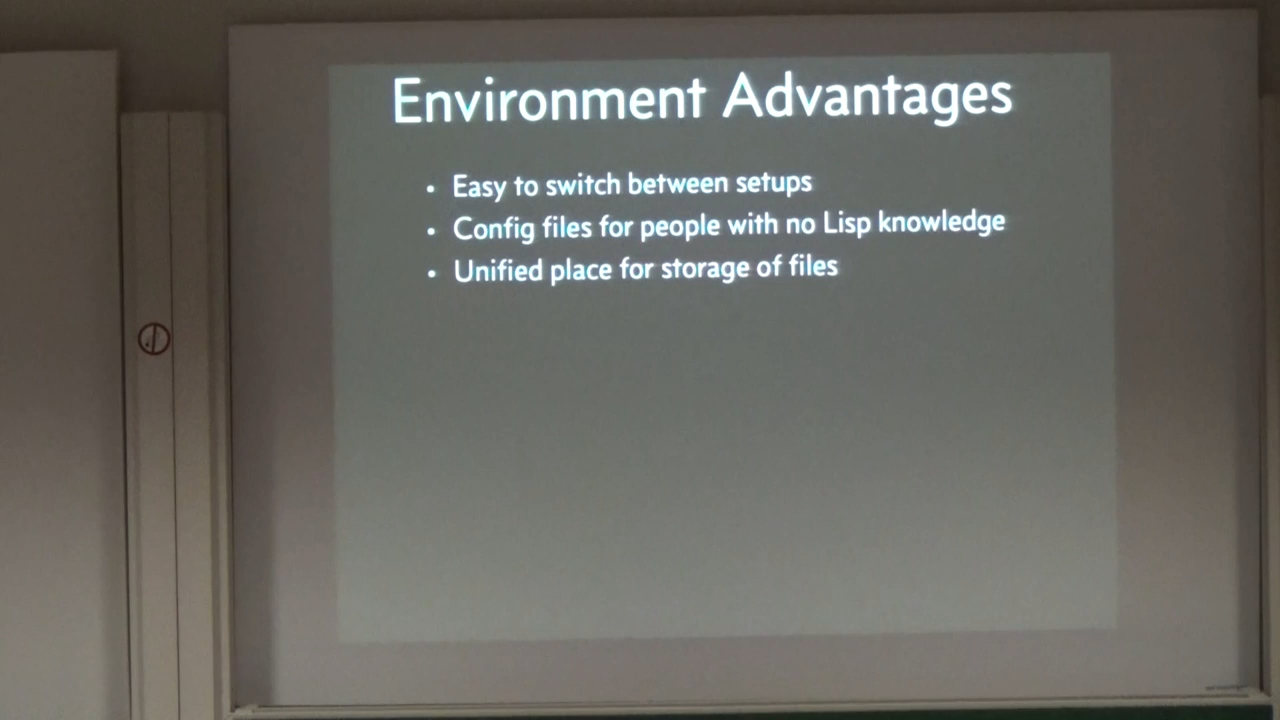 Environment Advantages
• Easy to switch between setups
• Config files for people with no Lisp knowledge
• Unified place for storage of files